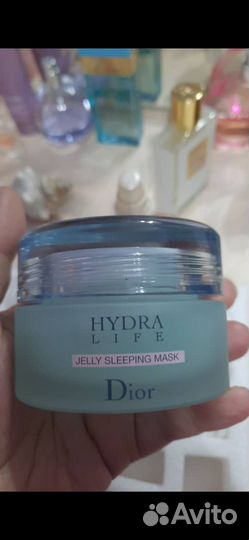 HYDRA
LIFE
JELLY SLEEPING MASK
Dior
Avito